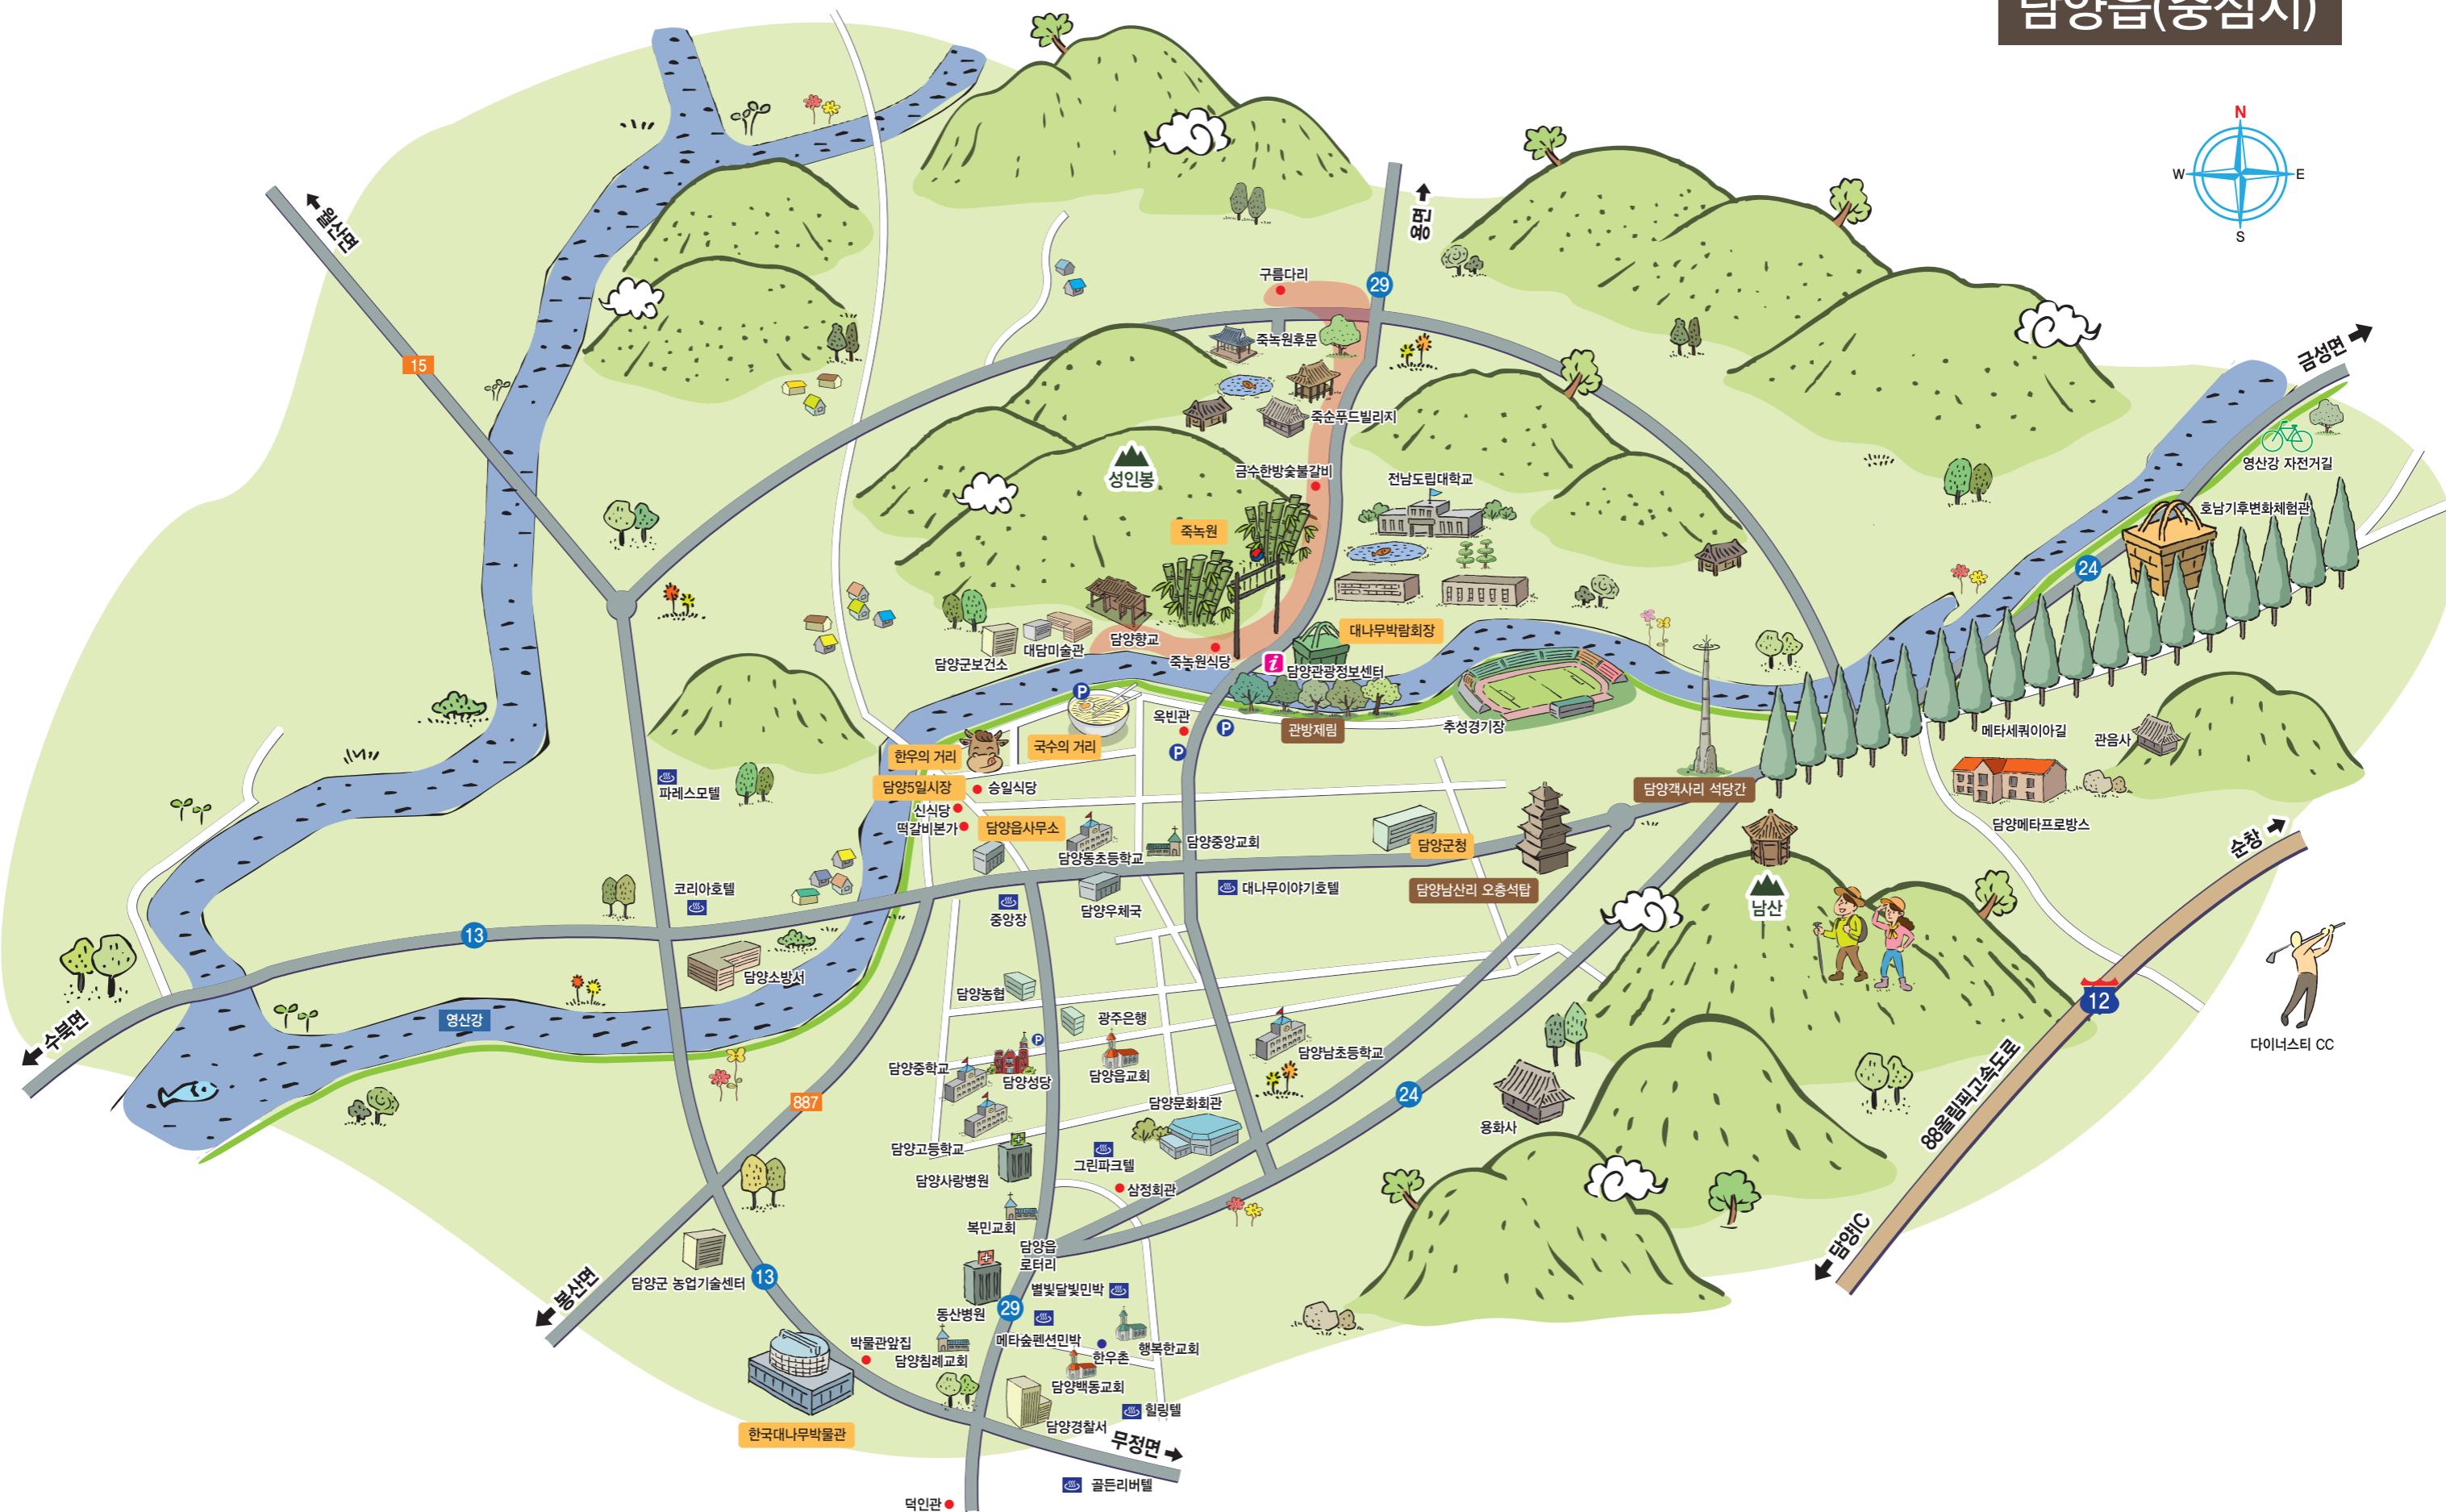 담양읍(중심지)
N
W
E
S
월산면
용면
구름다리
29
죽녹원후문
15
금성면
죽순푸드빌리지
영산강 자전거길
성인봉
금수한방숯불갈비
전남도립대학교
호남기후변화체험관
죽녹원
24
대나무박람회장
담양향교
대담미술관
담양군보건소
죽녹원식당
i
담양관광정보센터
P
옥빈관
P
P
관방제림
추성경기장
메타세쿼이아길
관음사
국수의 거리
한우의 거리
파레스모텔
담양5일시장
승일식당
신식당
떡갈비본가
담양읍사무소
담양객사리 석당간
담양메타프로방스
순창
담양동초등학교
담양중앙교회
담양군청
코리아호텔
중앙장
담양우체국
대나무이야기호텔
담양남산리 오층석탑
남산
13
담양소방서
담양농협
12
영산강
수북면
광주은행
다이너스티 CC
P
담양중학교
담양성당
담양읍교회
담양남초등학교
88올림픽고속도로
887
담양문화회관
24
용화사
담양고등학교
그린파크텔
담양사랑병원
삼정회관
복민교회
담양읍
로터리
담양IC
담양군 농업기술센터
13
봉산면
별빛달빛민박
동산병원
29
메타숲펜션민박
박물관앞집
담양침례교회
한우촌
행복한교회
담양백동교회
힐링텔
담양경찰서
한국대나무박물관
무정면
골든리버텔
덕인관